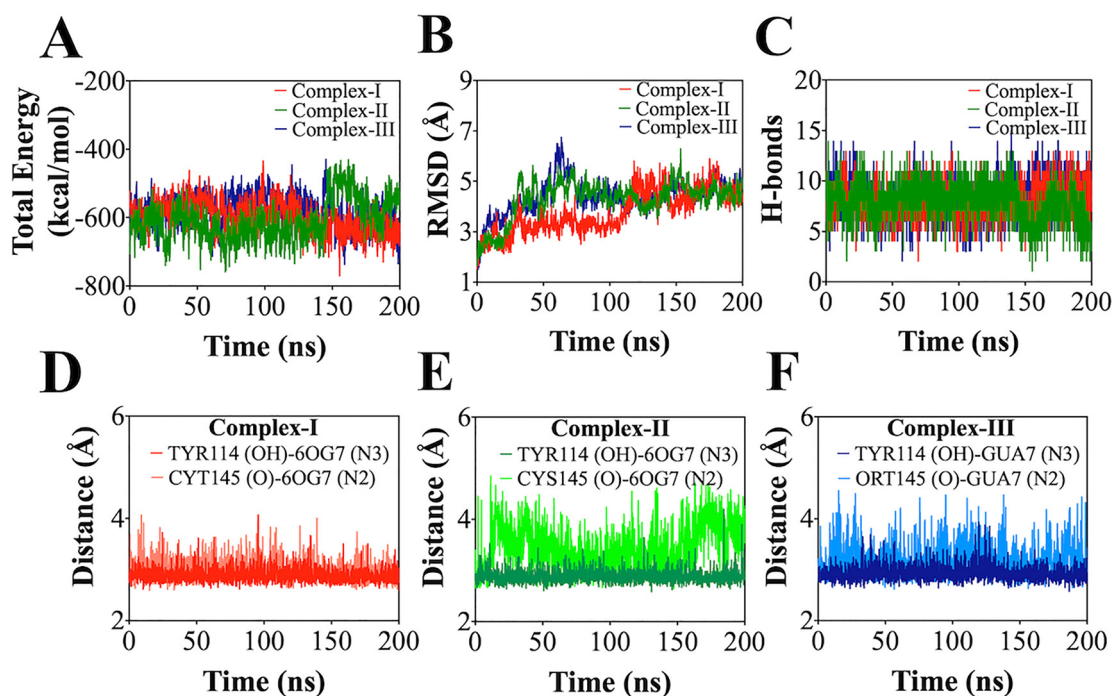 A
Total Energy
(kcal/mol)
-200
-400
-600
-800
Complex-I
Complex-II
Complex-III
0 50 100 150 200
Time (ns)
B
RMSD (Å)
9
7
5
3
1
Complex-I
Complex-II
Complex-III
0 50 100 150 200
Time (ns)
C
H-bonds
20
15
10
5
0
Complex-I
Complex-II
Complex-III
0 50 100 150 200
Time (ns)
D
Distance (Å)
6
4
2
Complex-I
TYR114 (OH)-6OG7 (N3)
CYT145 (O)-6OG7 (N2)
0 50 100 150 200
Time (ns)
E
Distance (Å)
6
4
2
Complex-II
TYR114 (OH)-6OG7 (N3)
CYS145 (O)-6OG7 (N2)
0 50 100 150 200
Time (ns)
F
Distance (Å)
6
4
2
Complex-III
TYR114 (OH)-GUA7 (N3)
ORT145 (O)-GUA7 (N2)
0 50 100 150 200
Time (ns)